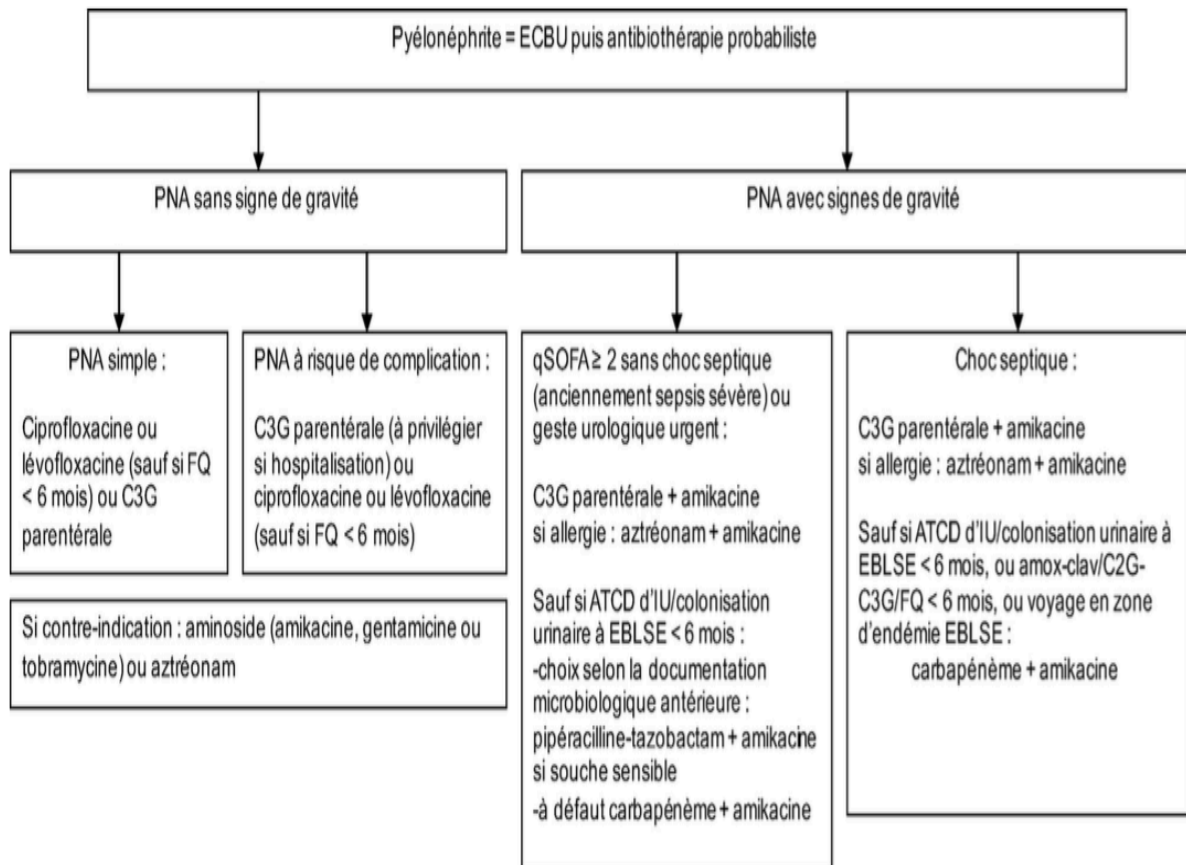 Pyélonéphrite = ECBU puis antibiothérapie probabiliste
PNA sans signe de gravité
PNA avec signes de gravité
PNA simple :
Ciprofloxacine ou
lévofloxacine (sauf si FQ
< 6 mois) ou C3G
parentérale
PNA à risque de complication :
C3G parentérale (à privilégier
si hospitalisation) ou
ciprofloxacine ou lévofloxacine
(sauf si FQ < 6 mois)
Si contre-indication : aminoside (amikacine, gentamicine ou
tobramycine) ou aztréonam
qSOFA ≥ 2 sans choc septique
(anciennement sepsis sévère) ou
geste urologique urgent :
C3G parentérale + amikacine
si allergie : aztréonam + amikacine
Sauf si ATCD d'IU/colonisation
urinaire à EBLSE < 6 mois :
-choix selon la documentation
microbiologique antérieure :
pipéracilline-tazobactam + amikacine
si souche sensible
-à défaut carbapénème + amikacine
Choc septique :
C3G parentérale + amikacine
si allergie : aztréonam + amikacine
Sauf si ATCD d'IU/colonisation urinaire à
EBLSE < 6 mois, ou amox-clav/C2G-
C3G/FQ < 6 mois, ou voyage en zone
d'endémie EBLSE :
carbapénème + amikacine